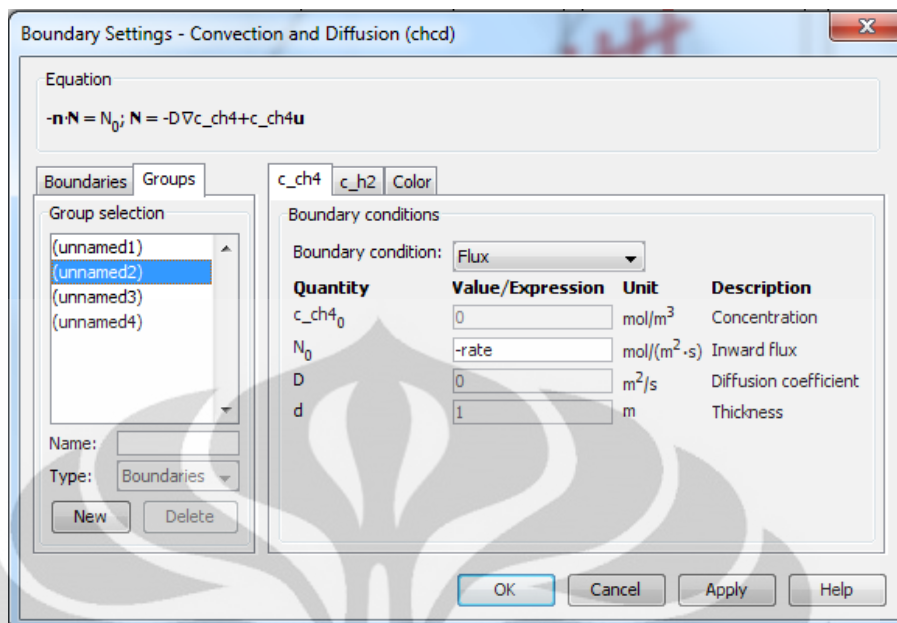 Boundary Settings - Convection and Diffusion (chcd)
Equation
-n·N = N₀; N = -D∇c_ch4+c_ch4u
Boundaries Groups
Group selection
(unnamed1)
(unnamed2)
(unnamed3)
(unnamed4)
Name:
Type: Boundaries
New Delete
c_ch4 c_h2 Color
Boundary conditions
Boundary condition: Flux
Quantity Value/Expression Unit Description
c_ch4₀ 0 mol/m³ Concentration
N₀ -rate mol/(m²·s) Inward flux
D 0 m²/s Diffusion coefficient
d 1 m Thickness
OK Cancel Apply Help